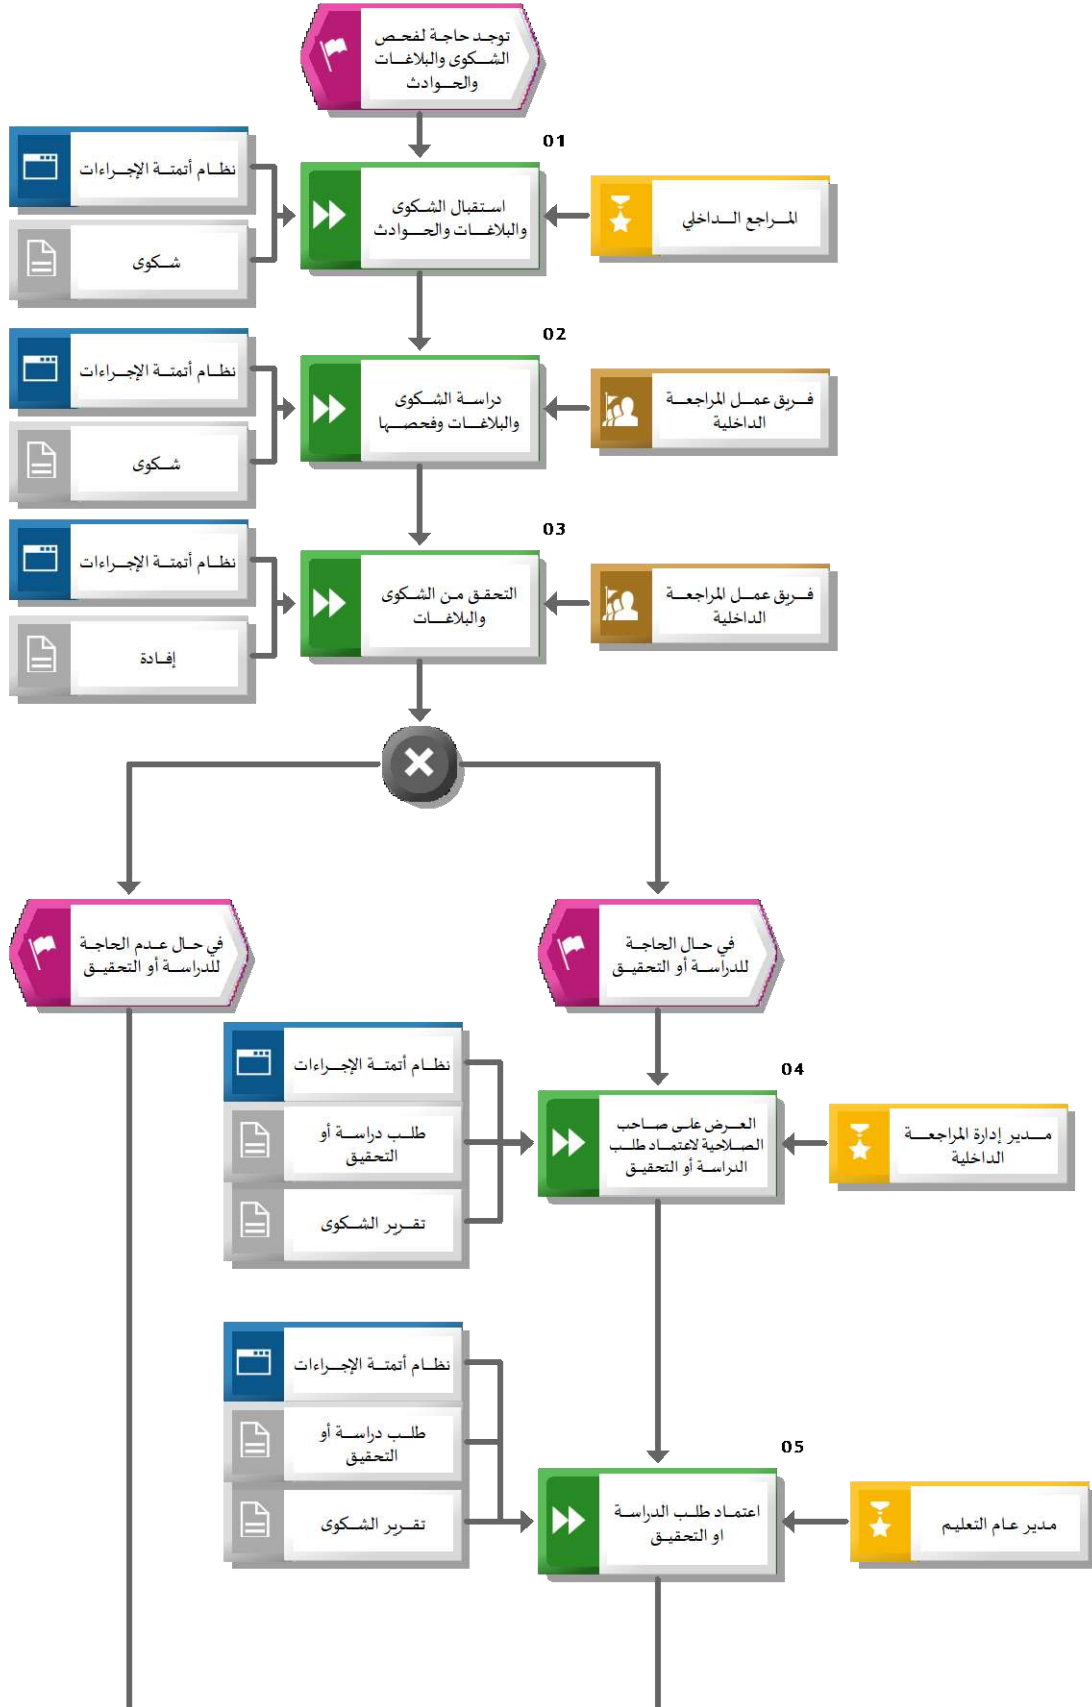 توجد حاجة لفحص
الشكوى والبلاغات
والحوادث
01
نظام أتمتة الإجراءات
شكوى
استقبال الشكوى
والبلاغات والحوادث
المراجع الداخلي
02
نظام أتمتة الإجراءات
شكوى
دراسة الشكوى
والبلاغات وفحصها
فريق عمل المراجعة
الداخلية
03
نظام أتمتة الإجراءات
إفادة
التحقق من الشكوى
والبلاغات
فريق عمل المراجعة
الداخلية
في حال الحاجة
للدراسة أو التحقيق
في حال عدم الحاجة
للدراسة أو التحقيق
04
نظام أتمتة الإجراءات
طلب دراسة أو
التحقيق
تقرير الشكوى
العرض على صاحب
الصلاحية لاعتماد طلب
الدراسة أو التحقيق
مدير إدارة المراجعة
الداخلية
05
نظام أتمتة الإجراءات
طلب دراسة أو
التحقيق
تقرير الشكوى
اعتماد طلب الدراسة
او التحقيق
مدير عام التعليم